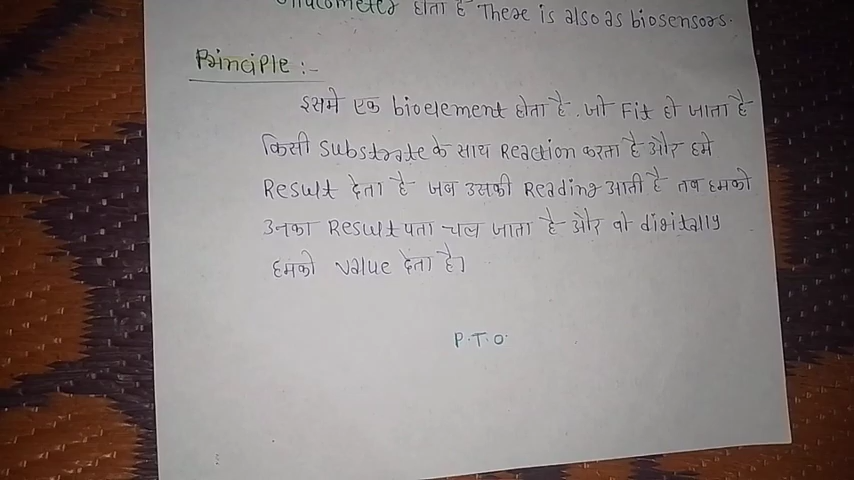 Glucometer होता है There is also as biosensors.
Principle :-
इसमे एक bioelement होता है. जो Fit हो जाता है
किसी Substrate के साथ Reaction करता है और हमे
Result देता है जब उसकी Reading आती है तब हमको
उनका Result पता चल जाता है और वो digitally
हमको value देता है।
P.T.O.